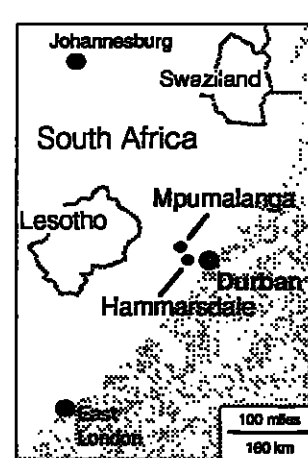 Johannesburg
Swaziland
South Africa
Mpumalanga
Lesotho
Durban
Hammarsdale
East
London
100 miles
160 km